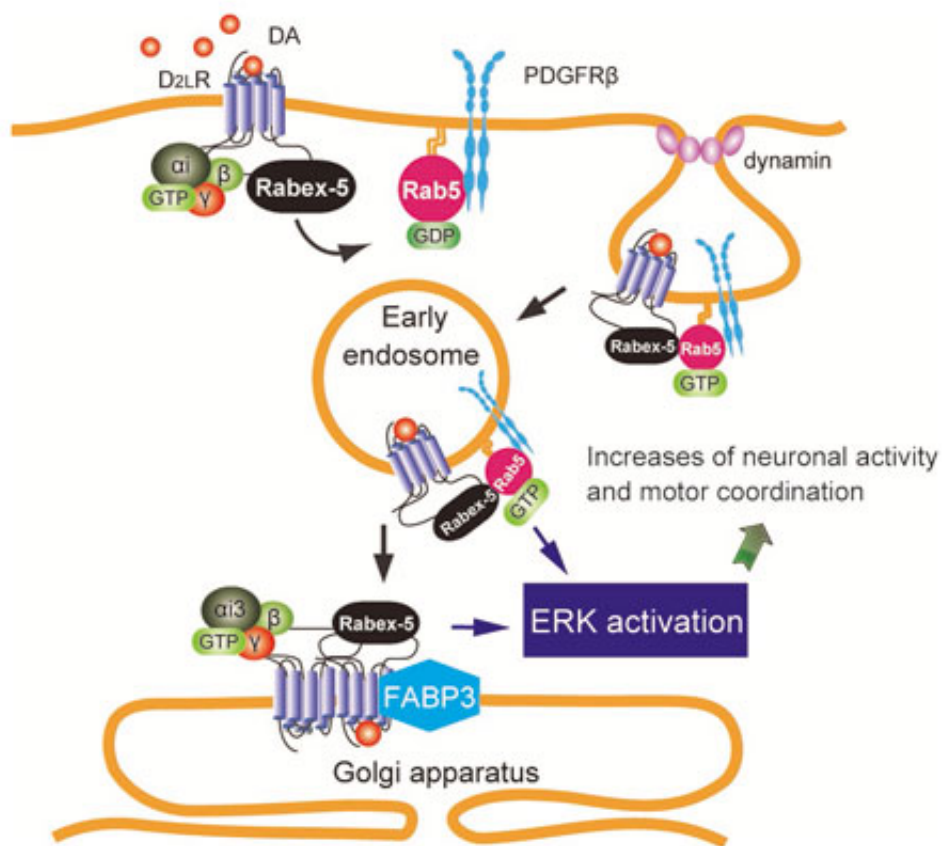 DA
D2LR
PDGFRβ
αi
β
GTP
γ
Rabex-5
Rab5
GDP
dynamin
Rabex-5
Rab5
GTP
Early
endosome
Rabex-5
Rab5
GTP
Increases of neuronal activity
and motor coordination
αi3
β
GTP
γ
Rabex-5
ERK activation
FABP3
Golgi apparatus